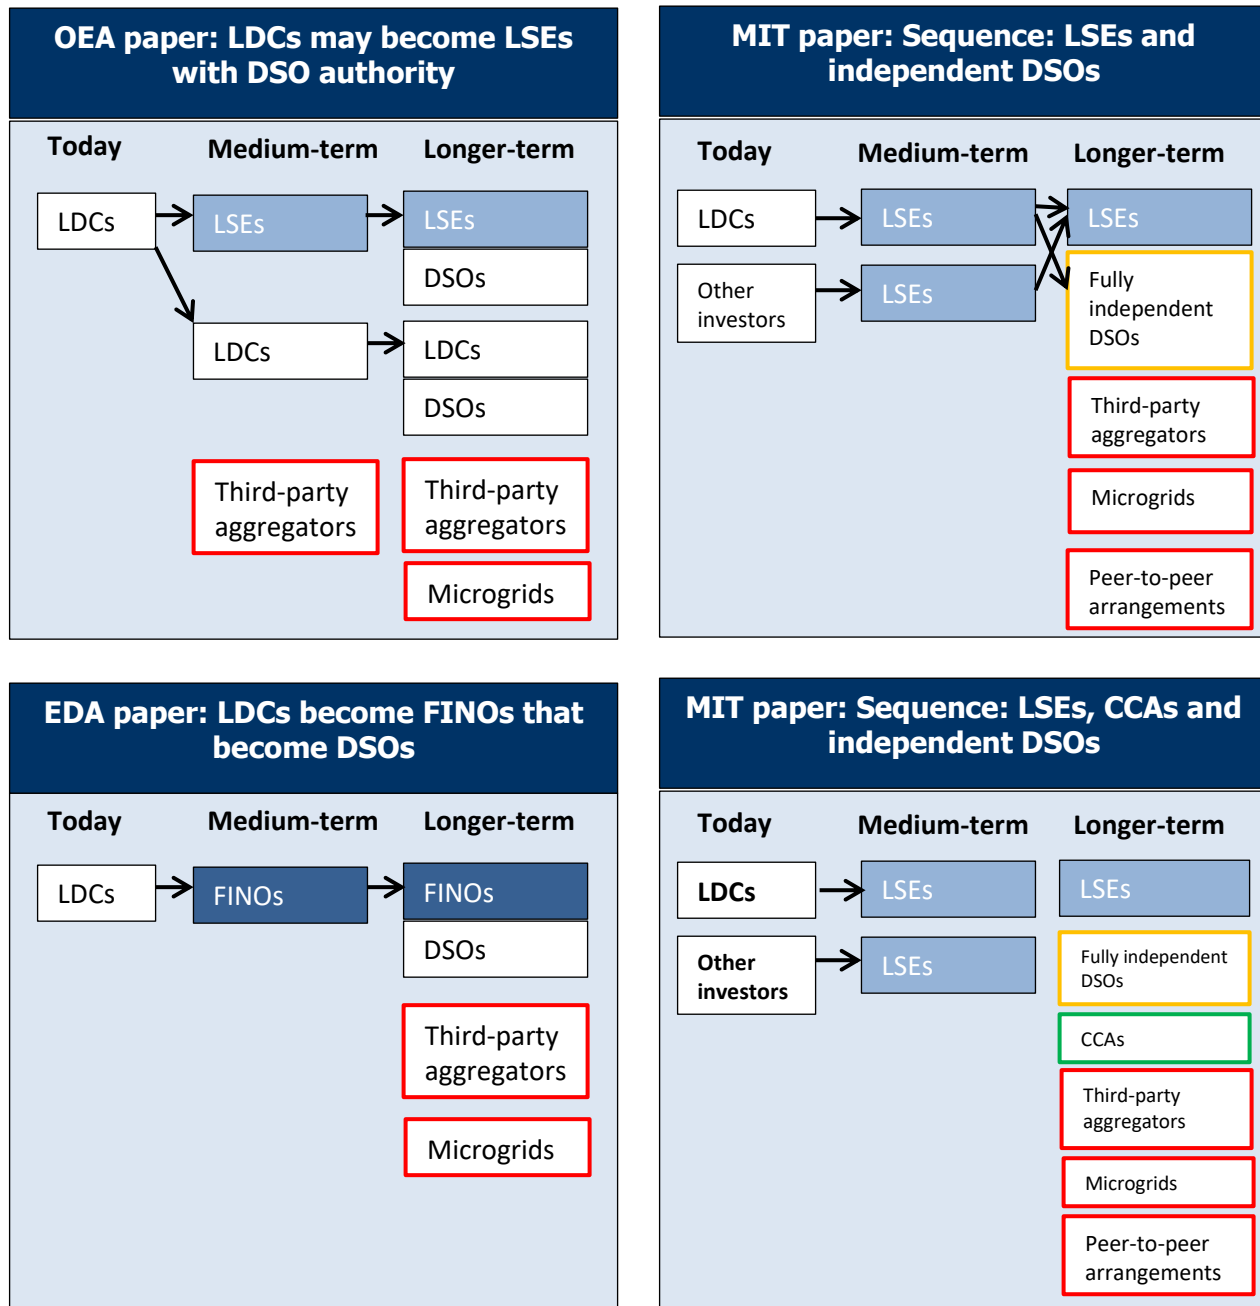 OEA paper: LDCs may become LSEs
with DSO authority
Today
Medium-term
Longer-term
LDCs
LSEs
LSEs
DSOs
LDCs
LDCs
DSOs
Third-party
aggregators
Third-party
aggregators
Microgrids
MIT paper: Sequence: LSEs and
independent DSOs
Today
Medium-term
Longer-term
LDCs
LSEs
LSEs
Other
investors
LSEs
Fully
independent
DSOs
Third-party
aggregators
Microgrids
Peer-to-peer
arrangements
EDA paper: LDCs become FINOs that
become DSOs
Today
Medium-term
Longer-term
LDCs
FINOs
FINOs
DSOs
Third-party
aggregators
Microgrids
MIT paper: Sequence: LSEs, CCAs and
independent DSOs
Today
Medium-term
Longer-term
LDCs
LSEs
LSEs
Other
investors
LSEs
Fully independent
DSOs
CCAs
Third-party
aggregators
Microgrids
Peer-to-peer
arrangements